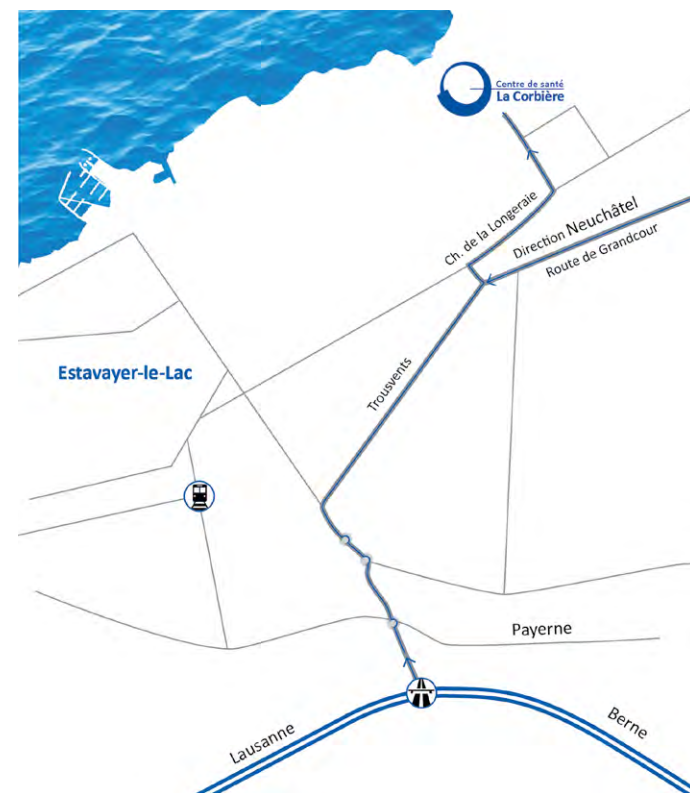 Centre de santé
La Corbière
Ch. de la Longeraie
Direction Neuchâtel
Route de Grandcour
Trousvents
Estavayer-le-Lac
Payerne
Lausanne
Berne